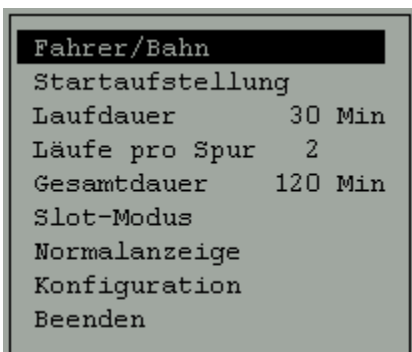 Fahrer/Bahn
Startaufstellung
Laufdauer 30 Min
Läufe pro Spur 2
Gesamtdauer 120 Min
Slot-Modus
Normalanzeige
Konfiguration
Beenden